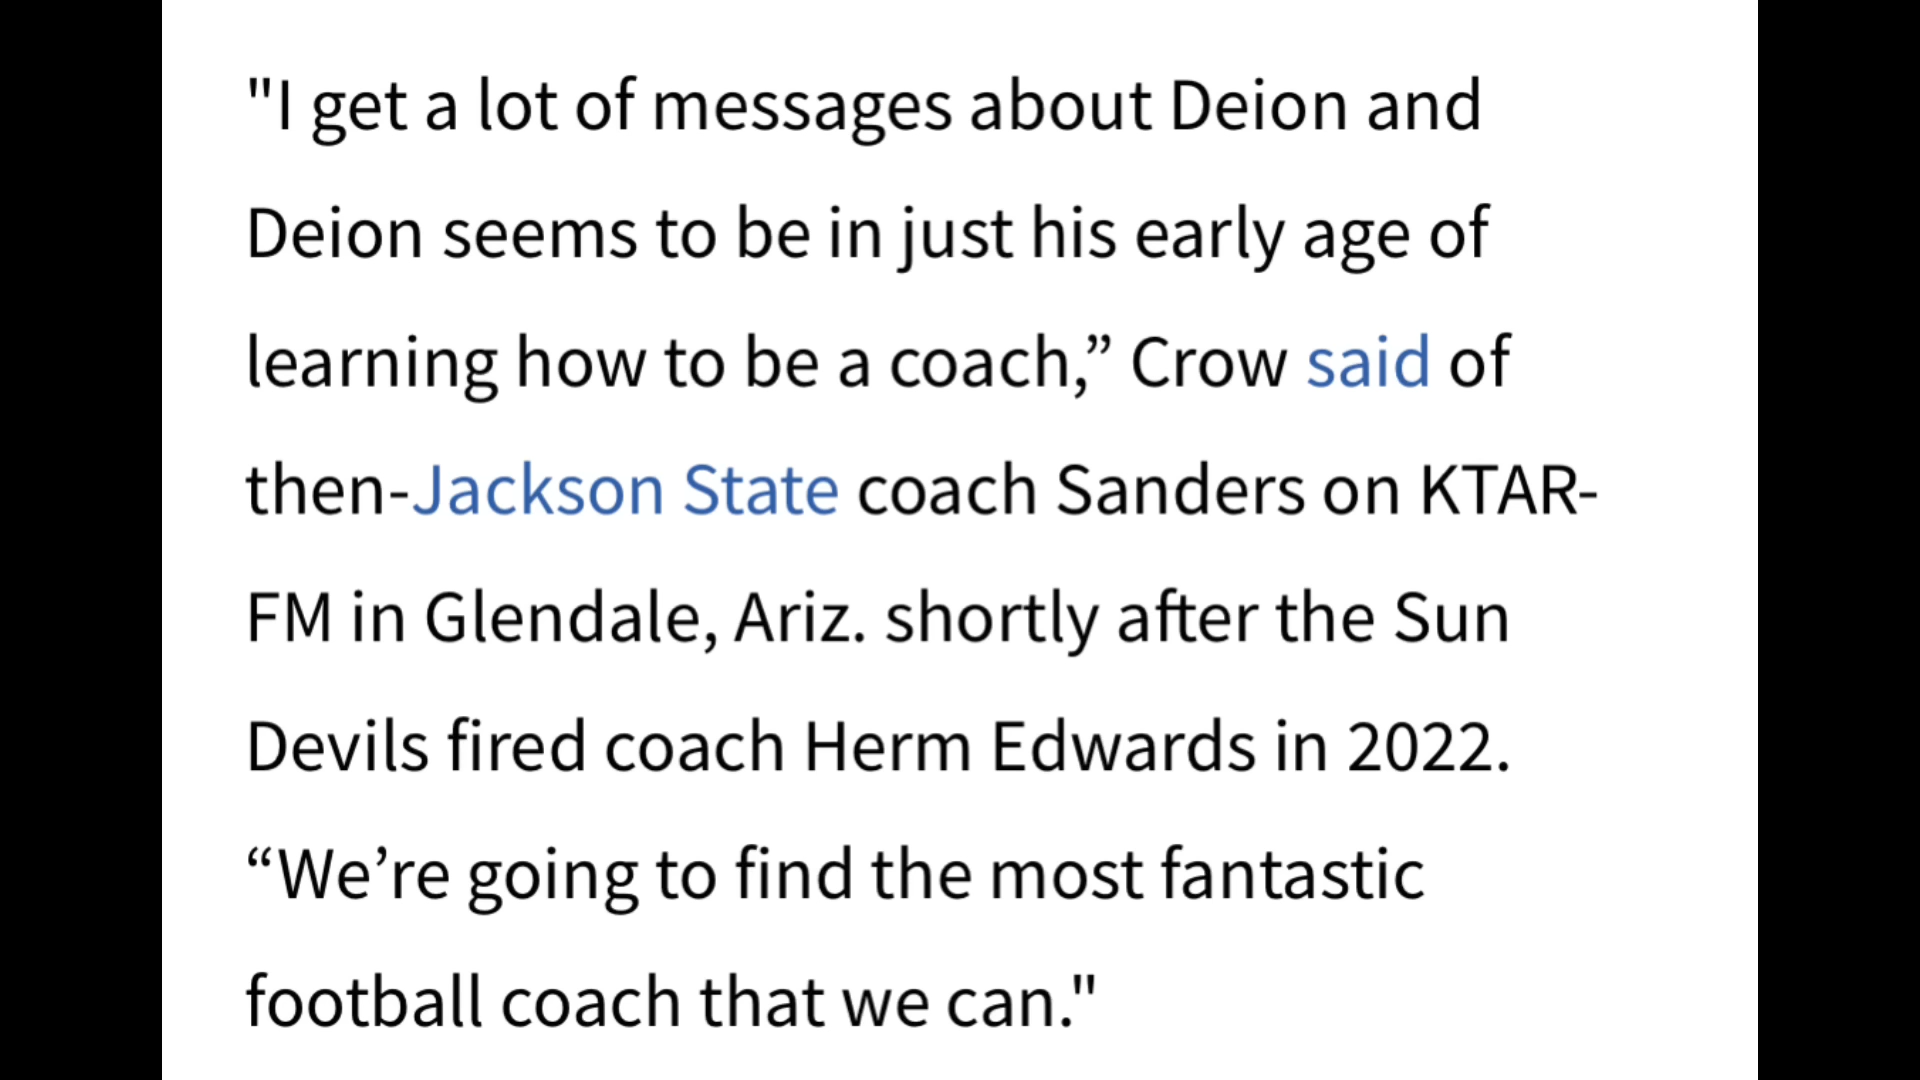 "I get a lot of messages about Deion and
Deion seems to be in just his early age of
learning how to be a coach,” Crow said of
then-Jackson State coach Sanders on KTAR-
FM in Glendale, Ariz. shortly after the Sun
Devils fired coach Herm Edwards in 2022.
“We’re going to find the most fantastic
football coach that we can."